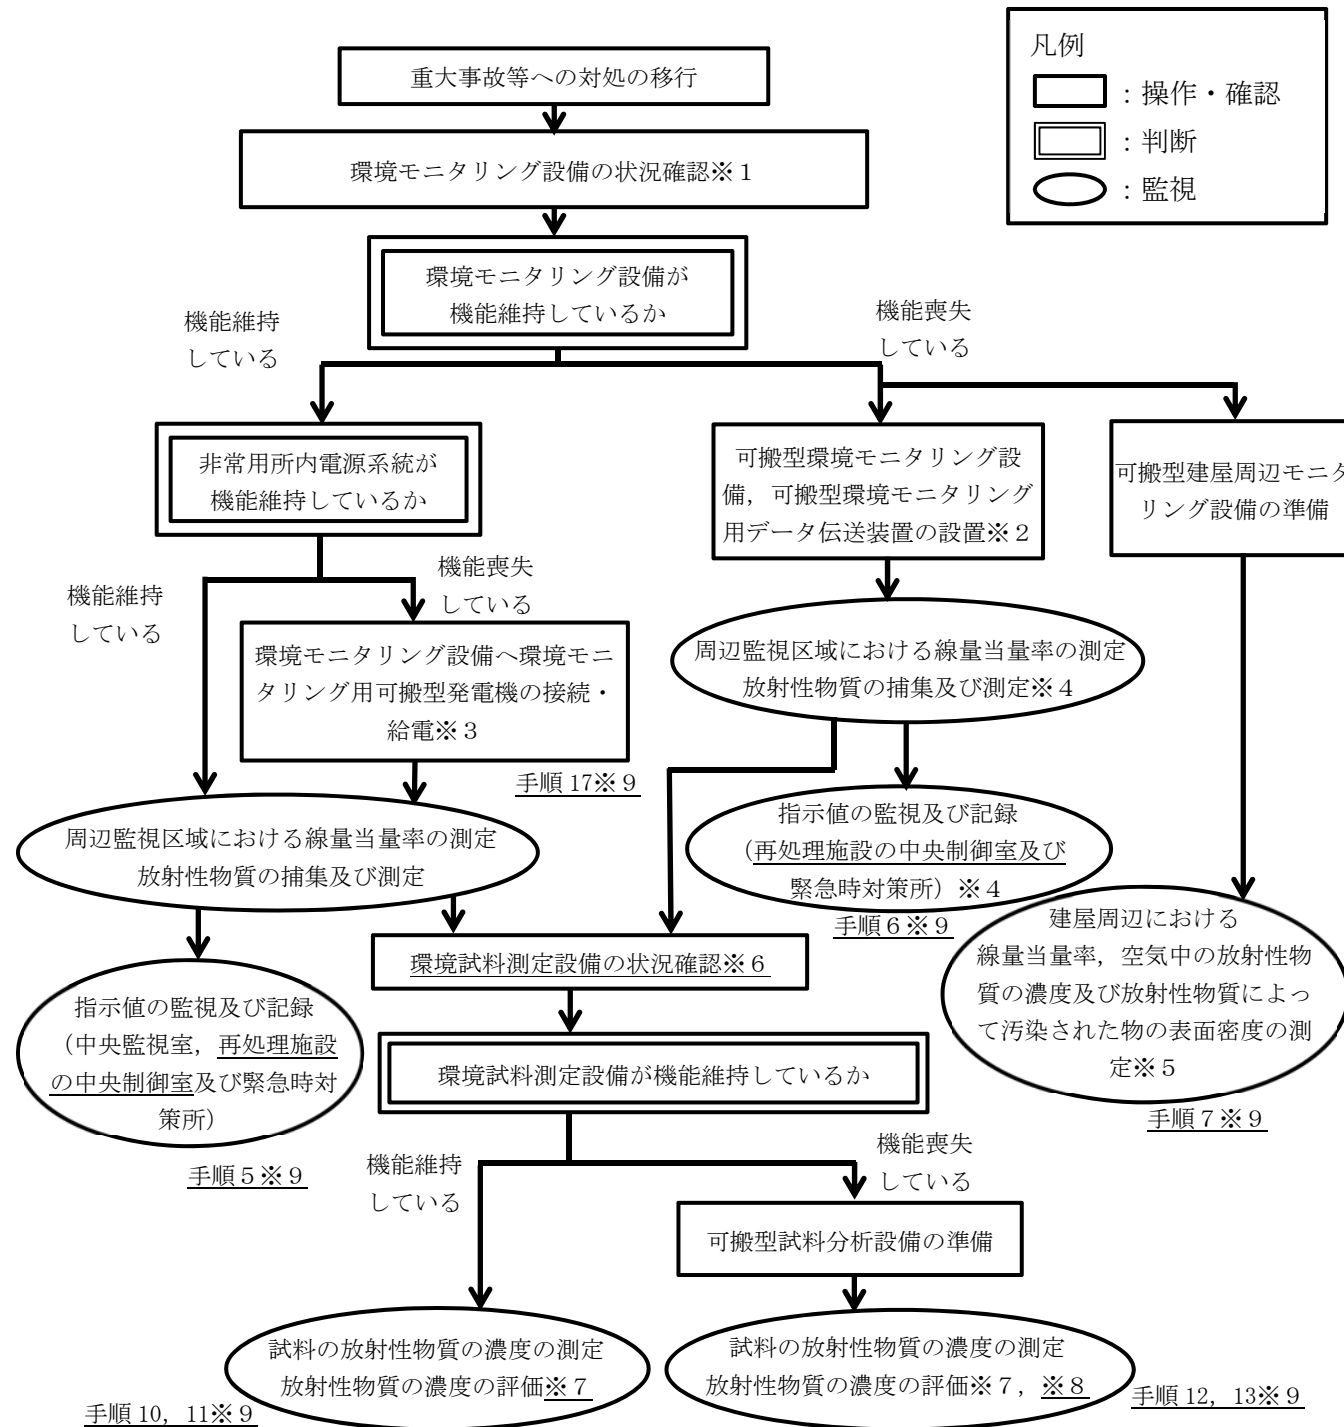 凡例
：操作・確認
：判断
：監視
重大事故等への対処の移行
環境モニタリング設備の状況確認※１
環境モニタリング設備が
機能維持しているか
機能維持
している
機能喪失
している
非常用所内電源系統が
機能維持しているか
可搬型環境モニタリング設
備，可搬型環境モニタリング
用データ伝送装置の設置※２
可搬型建屋周辺モニタ
リング設備の準備
機能維持
している
機能喪失
している
環境モニタリング設備へ環境モニ
タリング用可搬型発電機の接続・
給電※３
手順 17※９
周辺監視区域における線量当量率の測定
放射性物質の捕集及び測定※４
周辺監視区域における線量当量率の測定
放射性物質の捕集及び測定
指示値の監視及び記録
（再処理施設の中央制御室及び
緊急時対策所）※４
手順６※９
建屋周辺における
線量当量率，空気中の放射性物
質の濃度及び放射性物質によっ
て汚染された物の表面密度の測
定※５
手順７※９
指示値の監視及び記録
（中央監視室，再処理施設
の中央制御室及び緊急時対
策所）
手順５※９
環境試料測定設備の状況確認※６
環境試料測定設備が機能維持しているか
機能維持
している
機能喪失
している
可搬型試料分析設備の準備
試料の放射性物質の濃度の測定
放射性物質の濃度の評価※７
手順 10，11※９
試料の放射性物質の濃度の測定
放射性物質の濃度の評価※７，※８
手順 12，13※９